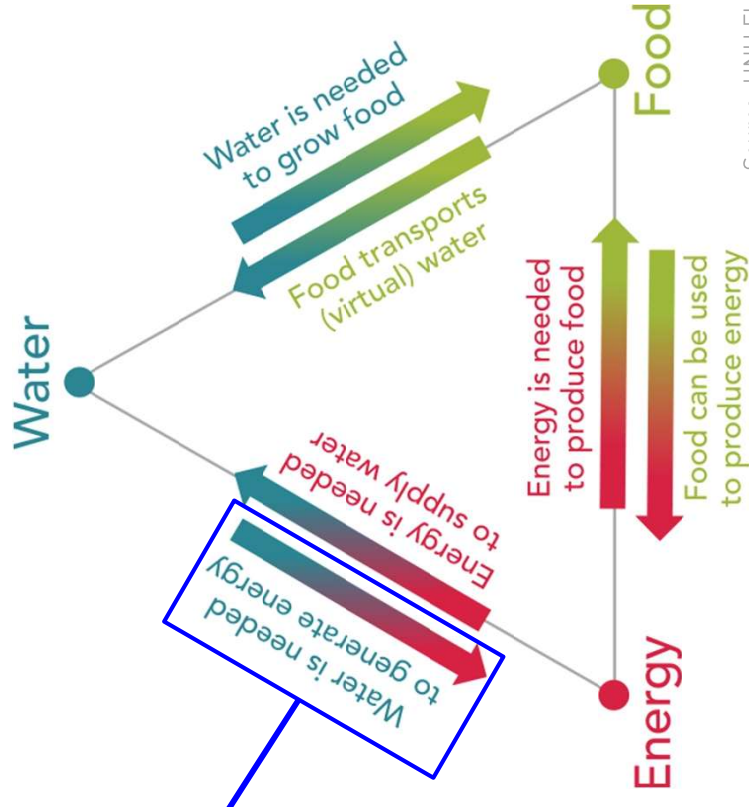 Water
Water is needed
to grow food
Food transports
(virtual) water
Food
Energy is needed
to supply water
Water is needed
to generate energy
Energy is needed
to produce food
Food can be used
to produce energy
Energy